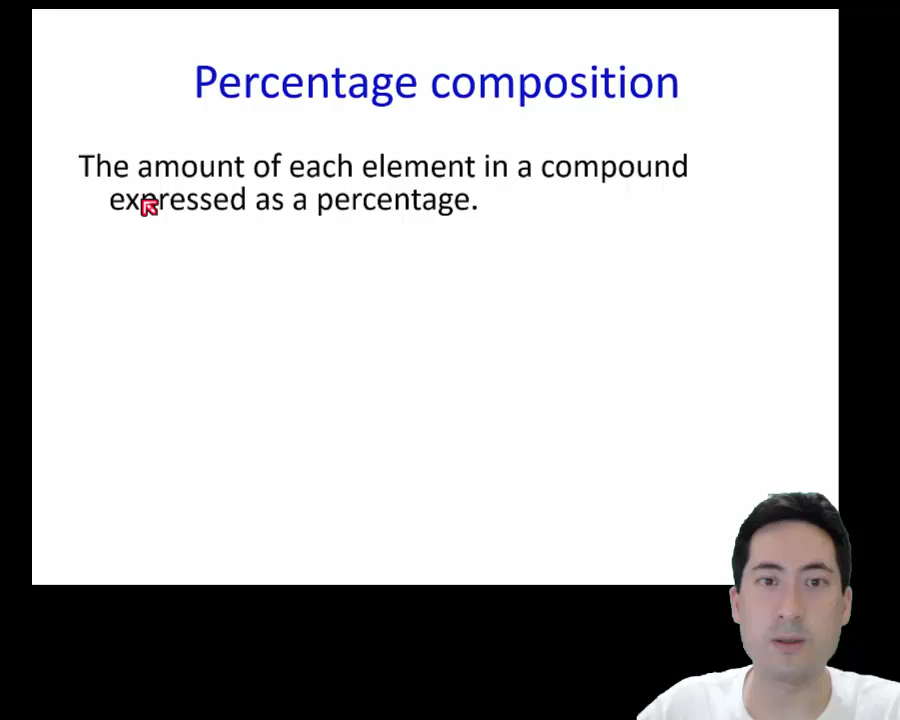 Percentage composition
The amount of each element in a compound
expressed as a percentage.